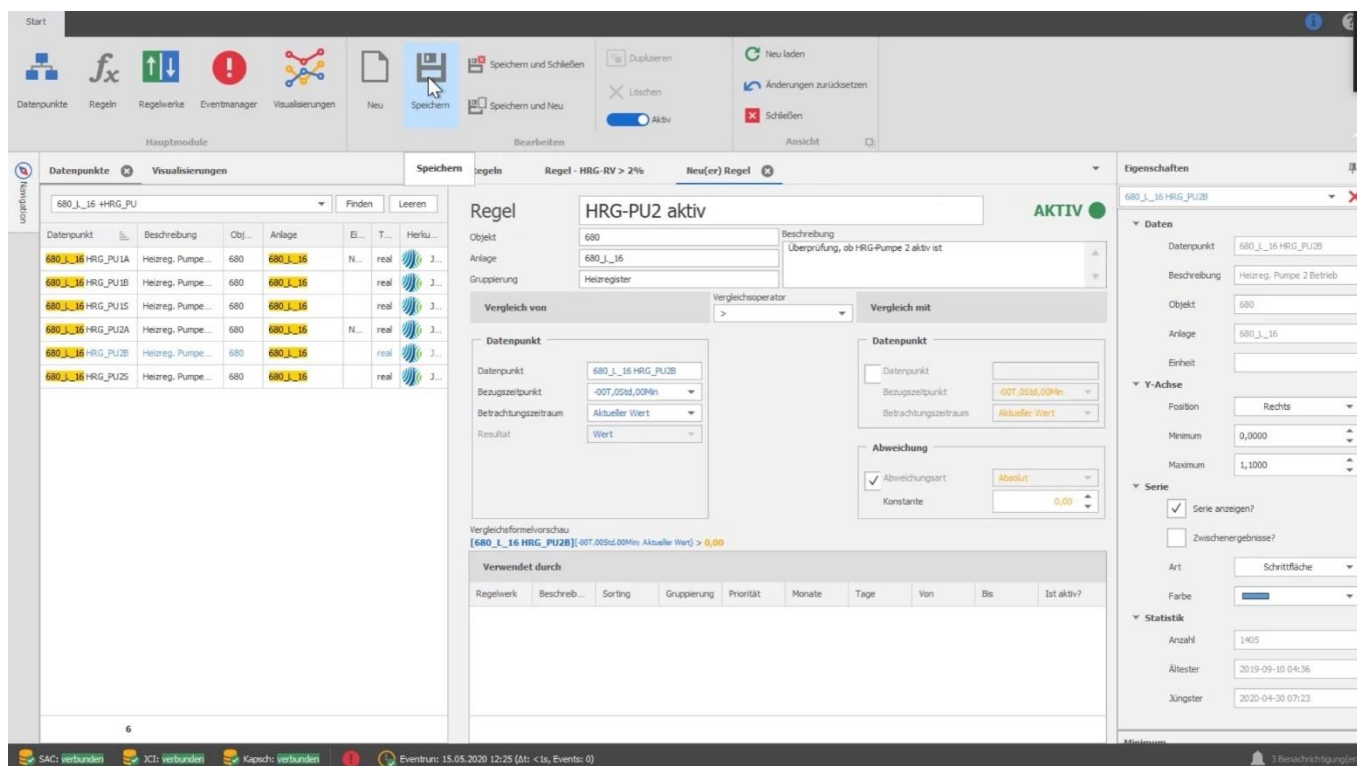 Start
Datenpunkte Regeln Regelwerke Eventmanager Visualisierungen
Hauptmodule
Neu Speichern
Speichern und Schließen
Speichern und Neu
Duplizieren
Löschen
Aktiv
Bearbeiten
Neu laden
Änderungen zurücksetzen
Schließen
Ansicht
Navigation
Datenpunkte Visualisierungen
Speichern
Regel - HRG-RV > 2% Neu(er) Regel
680_L_16 +HRG_PU Finden Leeren
Datenpunkt Beschreibung Obj... Anlage Ei... T... Herku...
680_L_16 HRG_PU1A Heizreg. Pumpe... 680 680_L_16 N... real J...
680_L_16 HRG_PU1B Heizreg. Pumpe... 680 680_L_16 real J...
680_L_16 HRG_PU1S Heizreg. Pumpe... 680 680_L_16 real J...
680_L_16 HRG_PU2A Heizreg. Pumpe... 680 680_L_16 N... real J...
680_L_16 HRG_PU2B Heizreg. Pumpe... 680 680_L_16 real J...
680_L_16 HRG_PU2S Heizreg. Pumpe... 680 680_L_16 real J...
6
Regel HRG-PU2 aktiv AKTIV
Objekt 680
Anlage 680_L_16
Gruppierung Heizregister
Beschreibung
Überprüfung, ob HRG-Pumpe 2 aktiv ist
Vergleich von
Vergleichsoperator
>
Vergleich mit
Datenpunkt
Datenpunkt 680_L_16 HRG_PU2B
Bezugszeitpunkt -00T,0Std,00Min
Betrachtungszeitraum Aktueller Wert
Resultat Wert
Datenpunkt
Datenpunkt
Bezugszeitpunkt -00T,0Std,00Min
Betrachtungszeitraum Aktueller Wert
Abweichung
Abweichungsart Absolut
Konstante 0,00
Vergleichsformelvorschau
[680_L_16 HRG_PU2B](-00T.00Std.00Min: Aktueller Wert) > 0,00
Verwendet durch
Regelwerk Beschreib... Sorting Gruppierung Priorität Monate Tage Von Bis Ist aktiv?
Eigenschaften
680_L_16 HRG_PU2B
Daten
Datenpunkt 680_L_16 HRG_PU2B
Beschreibung Heizreg. Pumpe 2 Betrieb
Objekt 680
Anlage 680_L_16
Einheit
Y-Achse
Position Rechts
Minimum 0,0000
Maximum 1,1000
Serie
Serie anzeigen?
Zwischenergebnisse?
Art Schrittfläche
Farbe
Statistik
Anzahl 1405
Ältester 2019-09-10 04:36
Jüngster 2020-04-30 07:23
SAC: verbunden JCI: verbunden Kapsch: verbunden Eventrun: 15.05.2020 12:25 (Δt: <1s, Events: 0) 3 Benachrichtigung(en